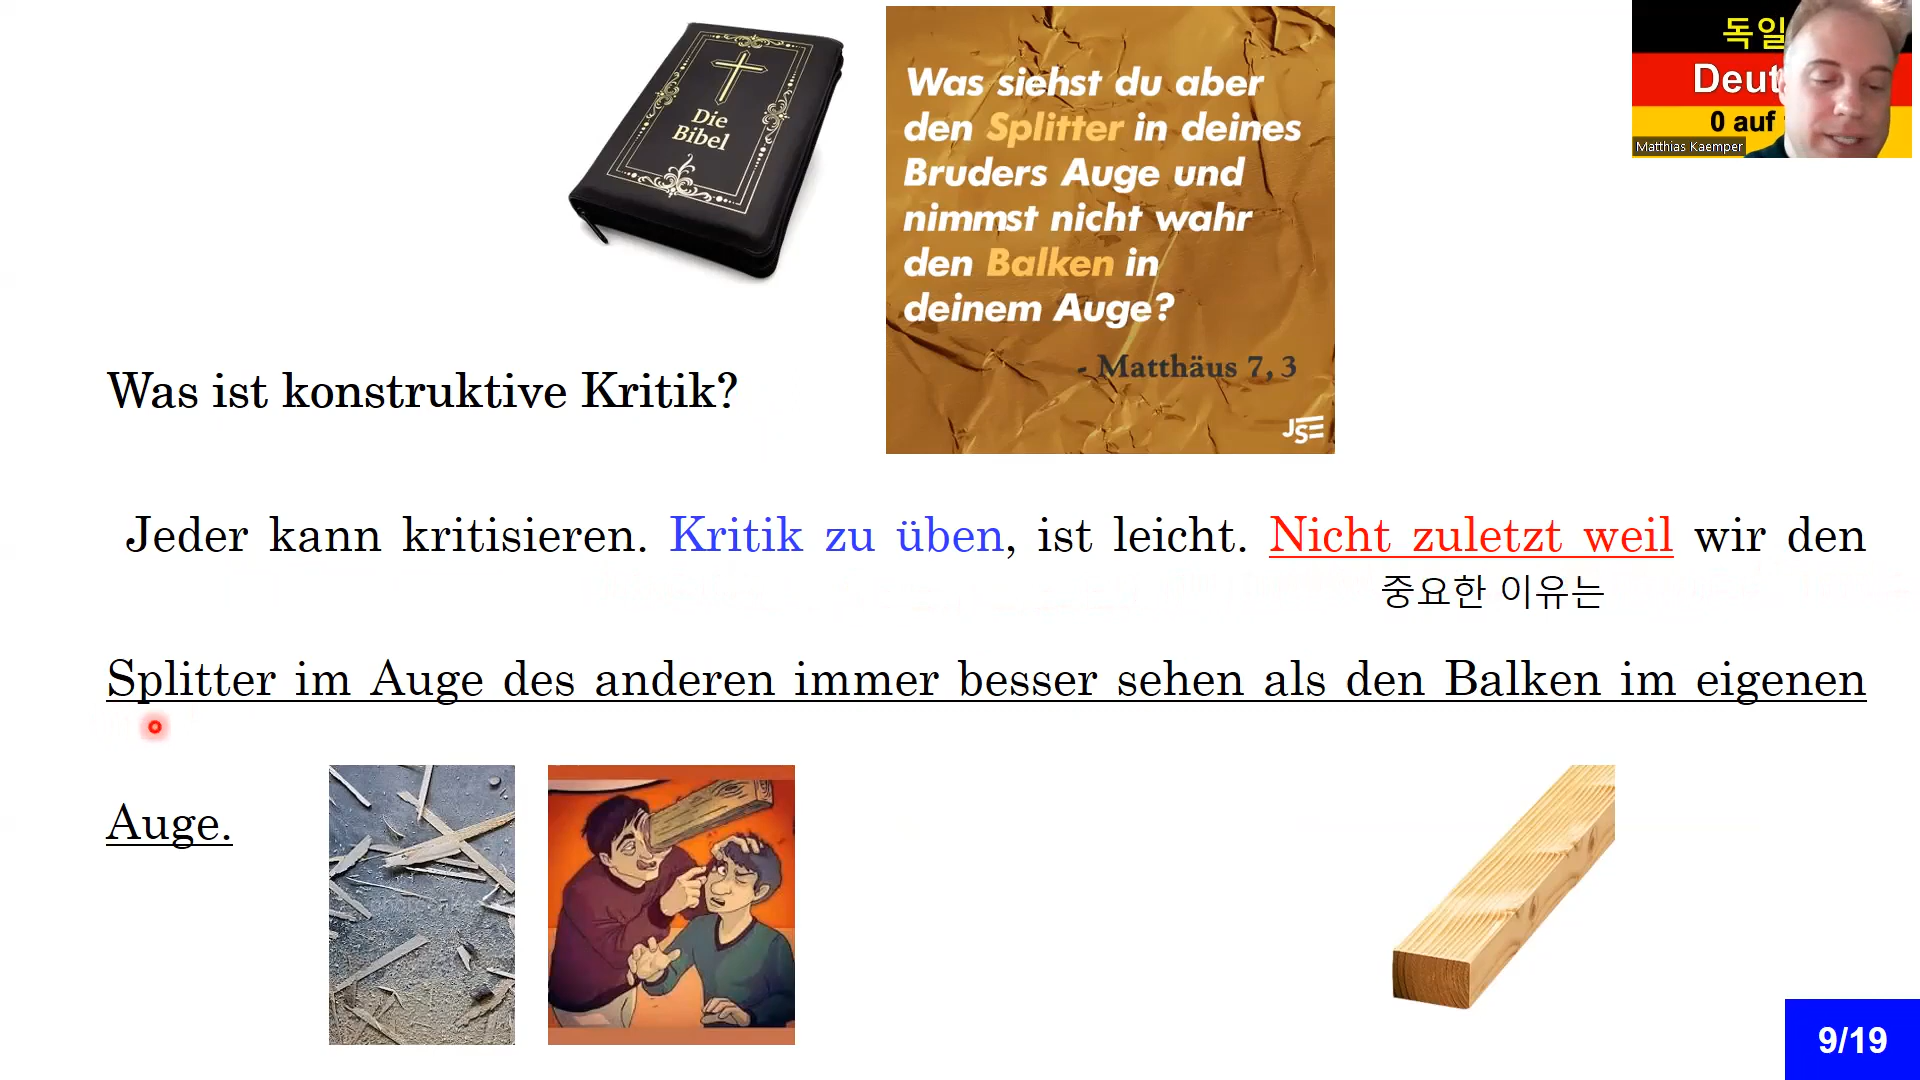 Die
Bibel
Was siehst du aber
den Splitter in deines
Bruders Auge und
nimmst nicht wahr
den Balken in
deinem Auge?
- Matthäus 7, 3
JSE
독일
Deut
0 auf
Matthias Kaemper
Was ist konstruktive Kritik?
Jeder kann kritisieren. Kritik zu üben, ist leicht. Nicht zuletzt weil wir den
중요한 이유는
Splitter im Auge des anderen immer besser sehen als den Balken im eigenen
Auge.
9/19